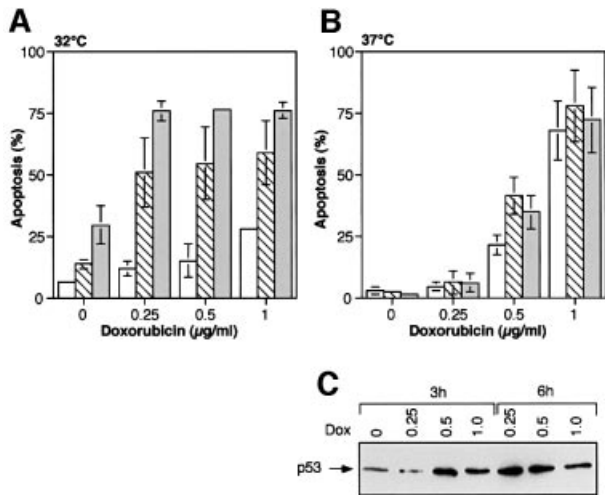 A
32°C
100
75
50
25
0
Apoptosis (%)
0 0.25 0.5 1
Doxorubicin (µg/ml)
B
37°C
100
75
50
25
0
Apoptosis (%)
0 0.25 0.5 1
Doxorubicin (µg/ml)
C
3h 6h
Dox 0 0.25 0.5 1.0 0.25 0.5 1.0
p53